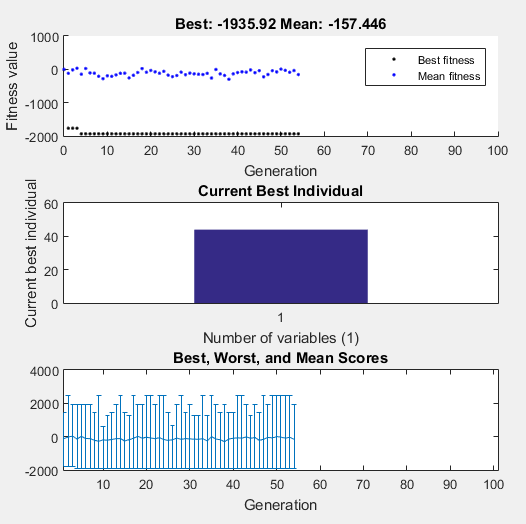 Best: -1935.92 Mean: -157.446
Fitness value
1000
0
-1000
-2000
Best fitness
Mean fitness
0 10 20 30 40 50 60 70 80 90 100
Generation
Current Best Individual
Current best individual
60
40
20
0
1
Number of variables (1)
Best, Worst, and Mean Scores
4000
2000
0
-2000
10 20 30 40 50 60 70 80 90 100
Generation